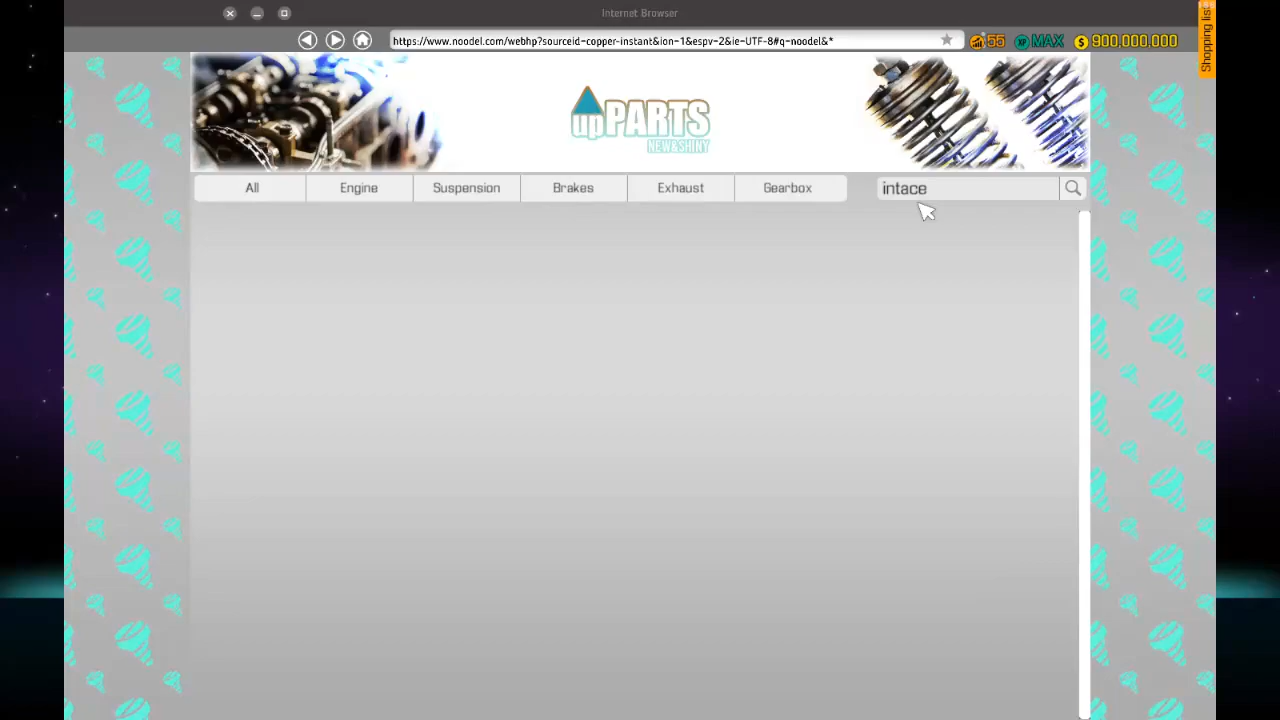 Internet Browser
https://www.noodel.com/webhp?sourceid-copper-instant&ion-1&espv-2&ie-UTF-8#q-noodel&*
55
XP MAX
$ 900,000,000
Shopping list
upPARTS
NEW&SHINY
All
Engine
Suspension
Brakes
Exhaust
Gearbox
intace